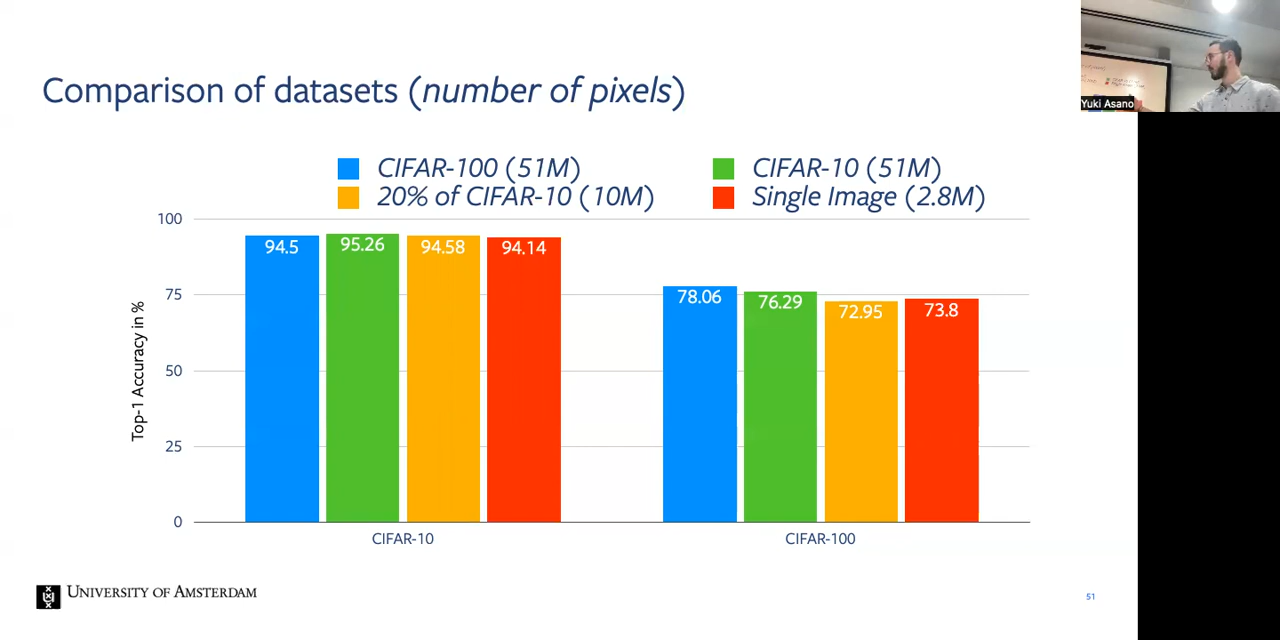 Comparison of datasets (number of pixels)
Yuki Asano
CIFAR-100 (51M)
CIFAR-10 (51M)
20% of CIFAR-10 (10M)
Single Image (2.8M)
Top-1 Accuracy in %
100
75
50
25
0
94.5
95.26
94.58
94.14
78.06
76.29
72.95
73.8
CIFAR-10
CIFAR-100
UNIVERSITY OF AMSTERDAM
51